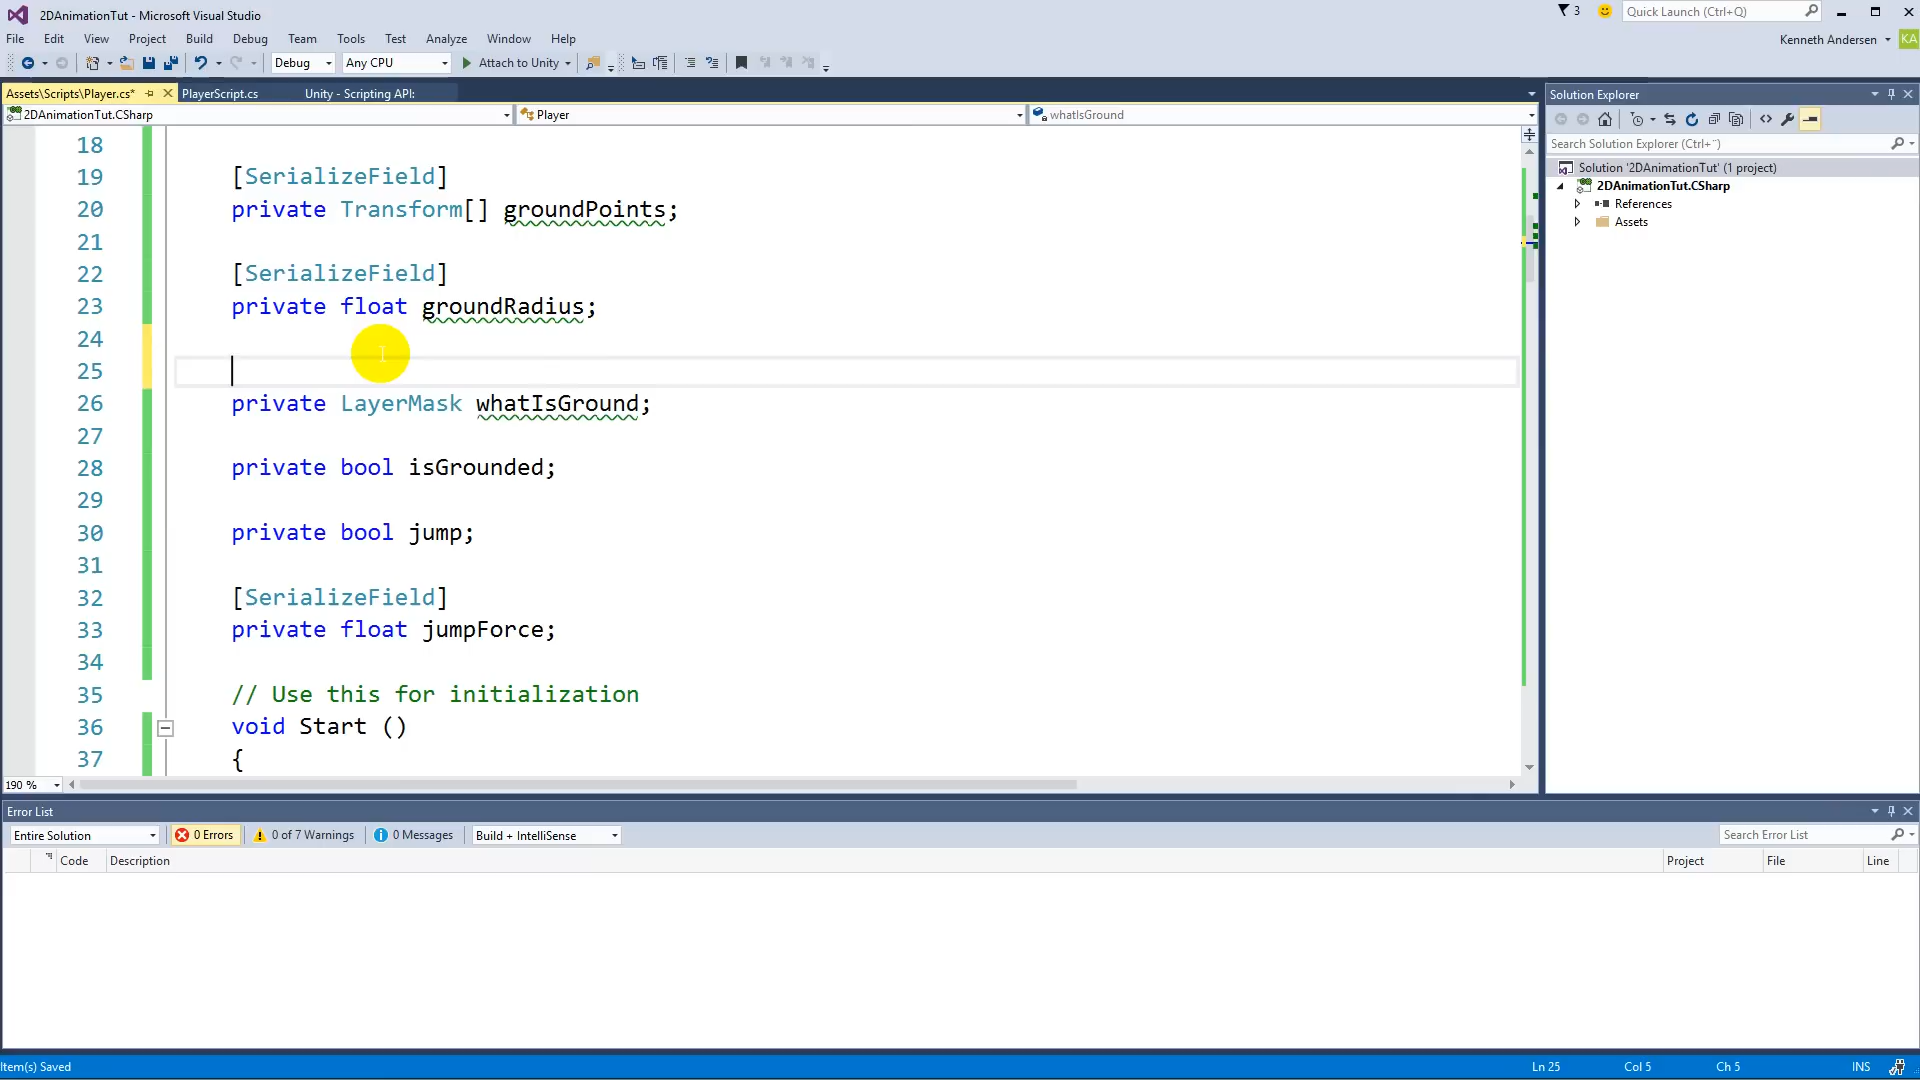 2DAnimationTut - Microsoft Visual Studio
3
Quick Launch (Ctrl+Q)
File Edit View Project Build Debug Team Tools Test Analyze Window Help
Kenneth Andersen KA
Debug Any CPU Attach to Unity
Assets\Scripts\Player.cs* PlayerScript.cs Unity - Scripting API:
2DAnimationTut.CSharp Player whatIsGround
18
19 [SerializeField]
20 private Transform[] groundPoints;
21
22 [SerializeField]
23 private float groundRadius;
24
25
26 private LayerMask whatIsGround;
27
28 private bool isGrounded;
29
30 private bool jump;
31
32 [SerializeField]
33 private float jumpForce;
34
35 // Use this for initialization
36 void Start ()
37 {
190 %
Solution Explorer
Search Solution Explorer (Ctrl+¨)
Solution '2DAnimationTut' (1 project)
2DAnimationTut.CSharp
References
Assets
Error List
Entire Solution 0 Errors 0 of 7 Warnings 0 Messages Build + IntelliSense
Search Error List
Code Description Project File Line
Item(s) Saved
Ln 25 Col 5 Ch 5 INS